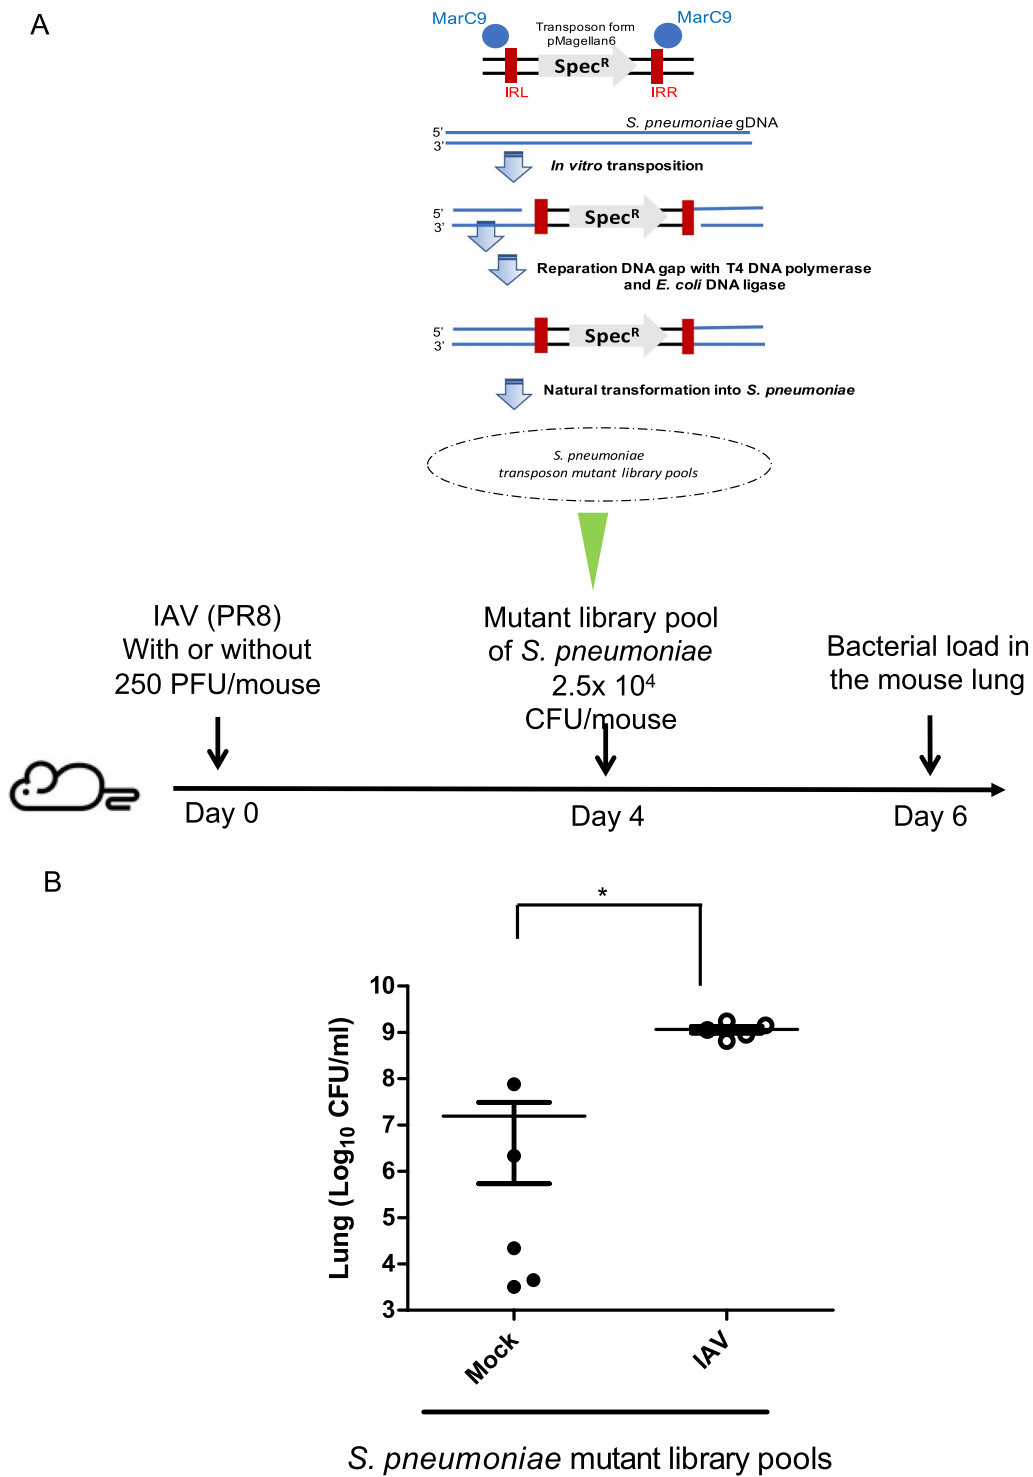 A
MarC9
Transposon form
pMagellan6
MarC9
Spec^R
IRL
IRR
S. pneumoniae gDNA
5'
3'
In vitro transposition
5'
3'
Spec^R
Reparation DNA gap with T4 DNA polymerase
and E. coli DNA ligase
5'
3'
Spec^R
Natural transformation into S. pneumoniae
S. pneumoniae
transposon mutant library pools
IAV (PR8)
With or without
250 PFU/mouse
Mutant library pool
of S. pneumoniae
2.5x 10⁴
CFU/mouse
Bacterial load in
the mouse lung
Day 0
Day 4
Day 6
B
*
Lung (Log₁₀ CFU/ml)
10
9
8
7
6
5
4
3
Mock
IAV
S. pneumoniae mutant library pools